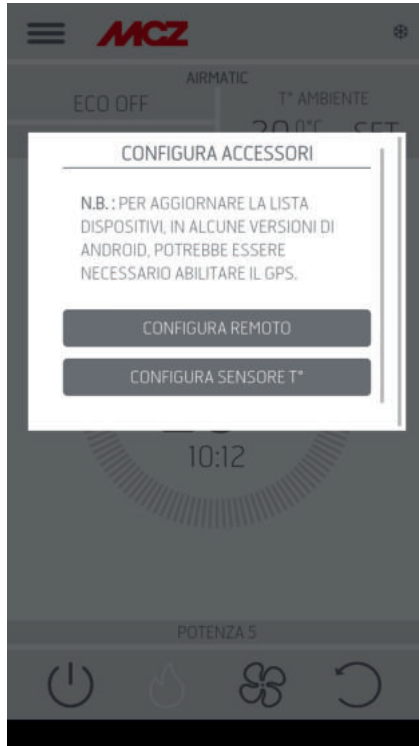 MCZ
AIRMATIC
ECO OFF
T° AMBIENTE
SET
CONFIGURA ACCESSORI
N.B. : PER AGGIORNARE LA LISTA
DISPOSITIVI, IN ALCUNE VERSIONI DI
ANDROID, POTREBBE ESSERE
NECESSARIO ABILITARE IL GPS.
CONFIGURA REMOTO
CONFIGURA SENSORE T°
10:12
POTENZA 5